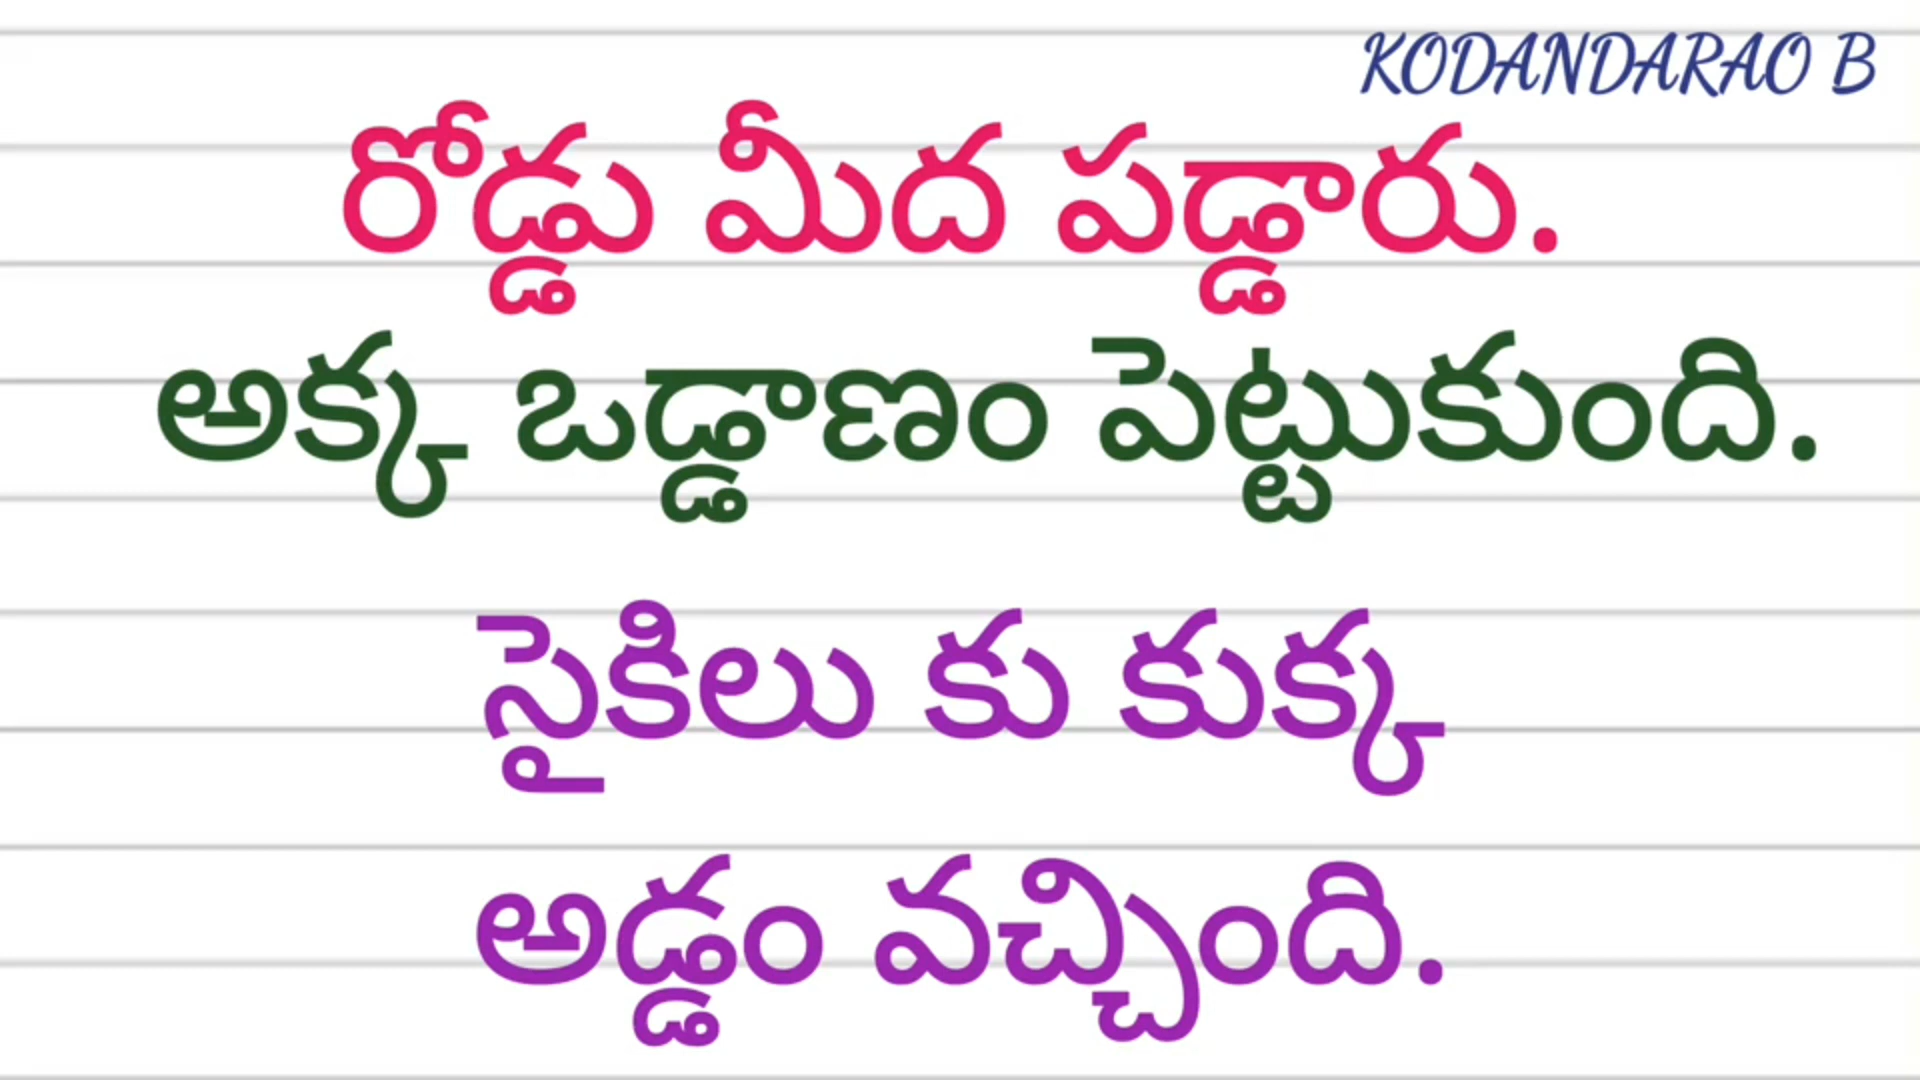 KODANDARAO B
రోడ్డు మీద పడ్డారు.
అక్క ఒడ్డాణం పెట్టుకుంది.
సైకిలు కు కుక్క
అడ్డం వచ్చింది.